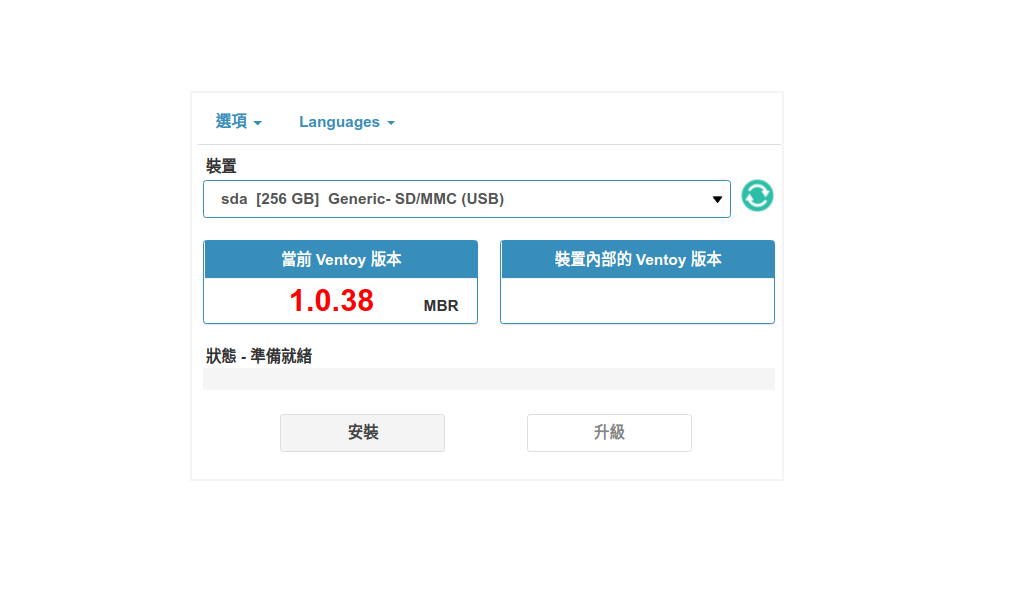 選項 Languages
裝置
sda [256 GB] Generic- SD/MMC (USB)
當前 Ventoy 版本
1.0.38 MBR
裝置內部的 Ventoy 版本
狀態 - 準備就緒
安裝
升級